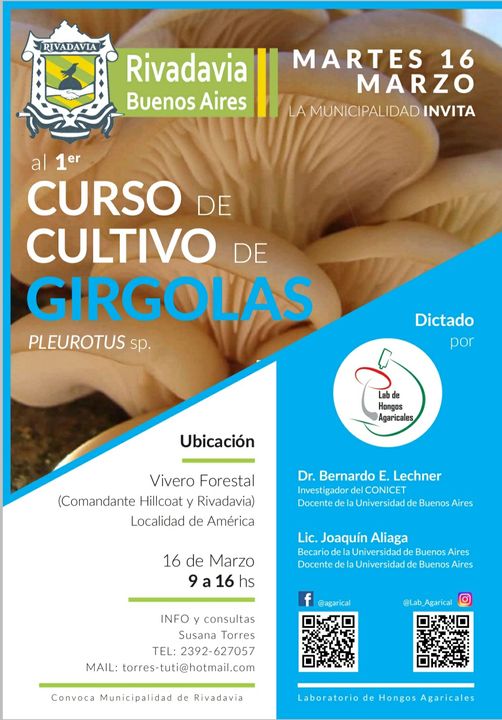 RIVADAVIA
Rivadavia
Buenos Aires
MARTES 16
MARZO
LA MUNICIPALIDAD INVITA
al 1er
CURSO DE
CULTIVO DE
GIRGOLAS
PLEUROTUS sp.
Dictado
por
Lab de
Hongos
Agaricales
Ubicación
Vivero Forestal
(Comandante Hillcoat y Rivadavia)
Localidad de América
16 de Marzo
9 a 16 hs
INFO y consultas
Susana Torres
TEL: 2392-627057
MAIL: torres-tuti@hotmail.com
Convoca Municipalidad de Rivadavia
Dr. Bernardo E. Lechner
Investigador del CONICET
Docente de la Universidad de Buenos Aires
Lic. Joaquín Aliaga
Becario de la Universidad de Buenos Aires
Docente de la Universidad de Buenos Aires
@agarical
@Lab_Agarical
Laboratorio de Hongos Agaricales